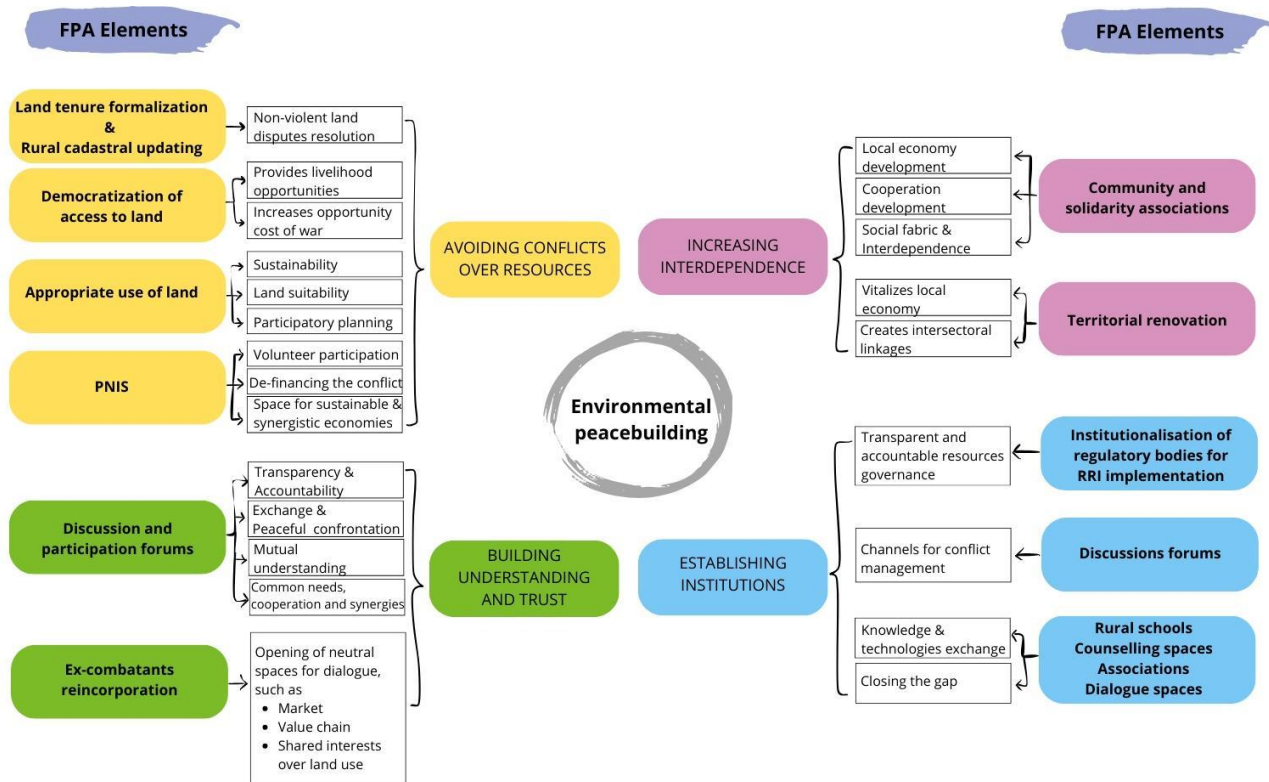 FPA Elements
Land tenure formalization
&
Rural cadastral updating
Non-violent land
disputes resolution
Democratization of
access to land
Provides livelihood
opportunities
Increases opportunity
cost of war
Appropriate use of land
Sustainability
Land suitability
Participatory planning
PNIS
Volunteer participation
De-financing the conflict
Space for sustainable &
synergistic economies
AVOIDING CONFLICTS
OVER RESOURCES
Discussion and
participation forums
Transparency &
Accountability
Exchange &
Peaceful confrontation
Mutual
understanding
Common needs,
cooperation and synergies
Ex-combatants
reincorporation
Opening of neutral
spaces for dialogue,
such as
• Market
• Value chain
• Shared interests
over land use
BUILDING
UNDERSTANDING
AND TRUST
Environmental
peacebuilding
FPA Elements
INCREASING
INTERDEPENDENCE
Local economy
development
Cooperation
development
Social fabric &
Interdependence
Community and
solidarity associations
Vitalizes local
economy
Creates intersectoral
linkages
Territorial renovation
ESTABLISHING
INSTITUTIONS
Transparent and
accountable resources
governance
Institutionalisation of
regulatory bodies for
RRI implementation
Channels for conflict
management
Discussions forums
Knowledge &
technologies exchange
Closing the gap
Rural schools
Counselling spaces
Associations
Dialogue spaces